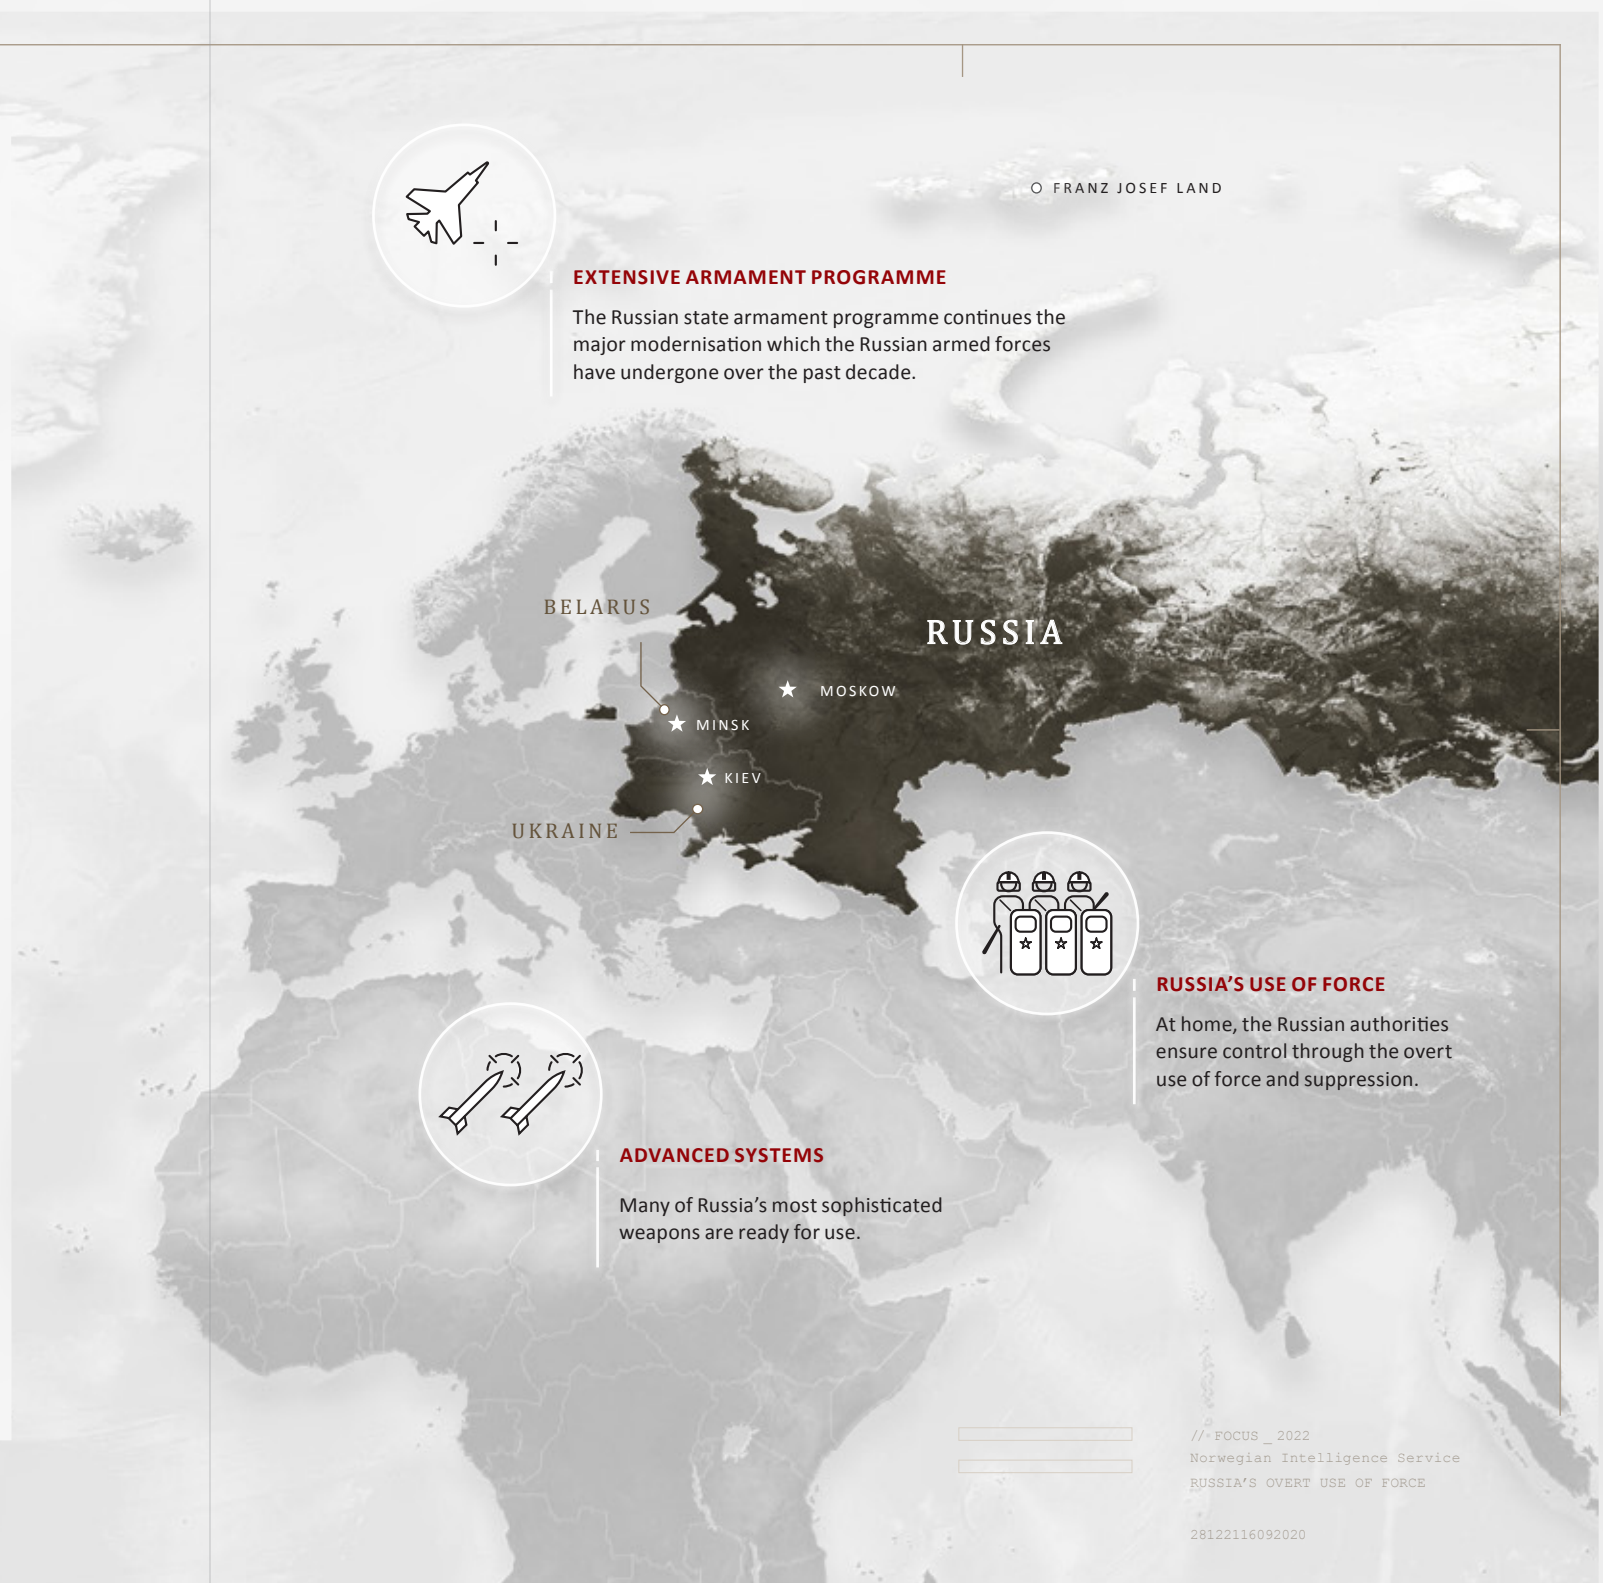 FRANZ JOSEF LAND
EXTENSIVE ARMAMENT PROGRAMME
The Russian state armament programme continues the
major modernisation which the Russian armed forces
have undergone over the past decade.
BELARUS
RUSSIA
MOSKOW
MINSK
KIEV
UKRAINE
RUSSIA’S USE OF FORCE
At home, the Russian authorities
ensure control through the overt
use of force and suppression.
ADVANCED SYSTEMS
Many of Russia’s most sophisticated
weapons are ready for use.
// FOCUS _ 2022
Norwegian Intelligence Service
RUSSIA’S OVERT USE OF FORCE
28122116092020